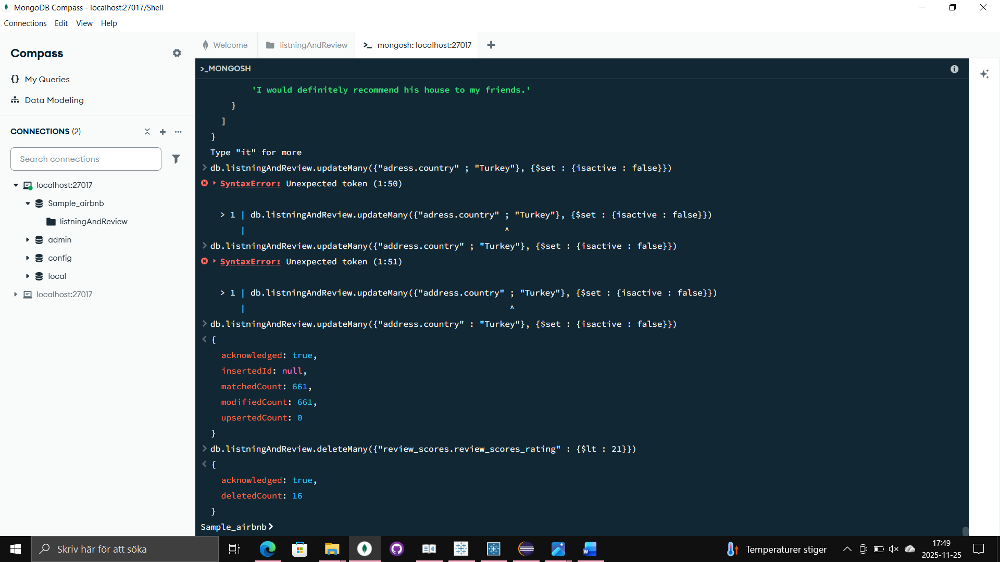 MongoDB Compass - localhost:27017/Shell
Connections Edit View Help
Compass
My Queries
Data Modeling
CONNECTIONS (2)
Search connections
localhost:27017
Sample_airbnb
listningAndReview
admin
config
local
localhost:27017
Welcome
listningAndReview
mongosh: localhost:27017
>_MONGOSH
'I would definitely recommend his house to my friends.'
}
]
}
Type "it" for more
> db.listningAndReview.updateMany({"adress.country" ; "Turkey"}, {$set : {isactive : false}})
SyntaxError: Unexpected token (1:50)
> 1 | db.listningAndReview.updateMany({"adress.country" ; "Turkey"}, {$set : {isactive : false}})
| ^
> db.listningAndReview.updateMany({"address.country" ; "Turkey"}, {$set : {isactive : false}})
SyntaxError: Unexpected token (1:51)
> 1 | db.listningAndReview.updateMany({"address.country" ; "Turkey"}, {$set : {isactive : false}})
| ^
> db.listningAndReview.updateMany({"address.country" : "Turkey"}, {$set : {isactive : false}})
< {
acknowledged: true,
insertedId: null,
matchedCount: 661,
modifiedCount: 661,
upsertedCount: 0
}
> db.listningAndReview.deleteMany({"review_scores.review_scores_rating" : {$lt : 21}})
< {
acknowledged: true,
deletedCount: 16
}
Sample_airbnb>
Skriv här för att söka
Temperaturer stiger
17:49
2025-11-25